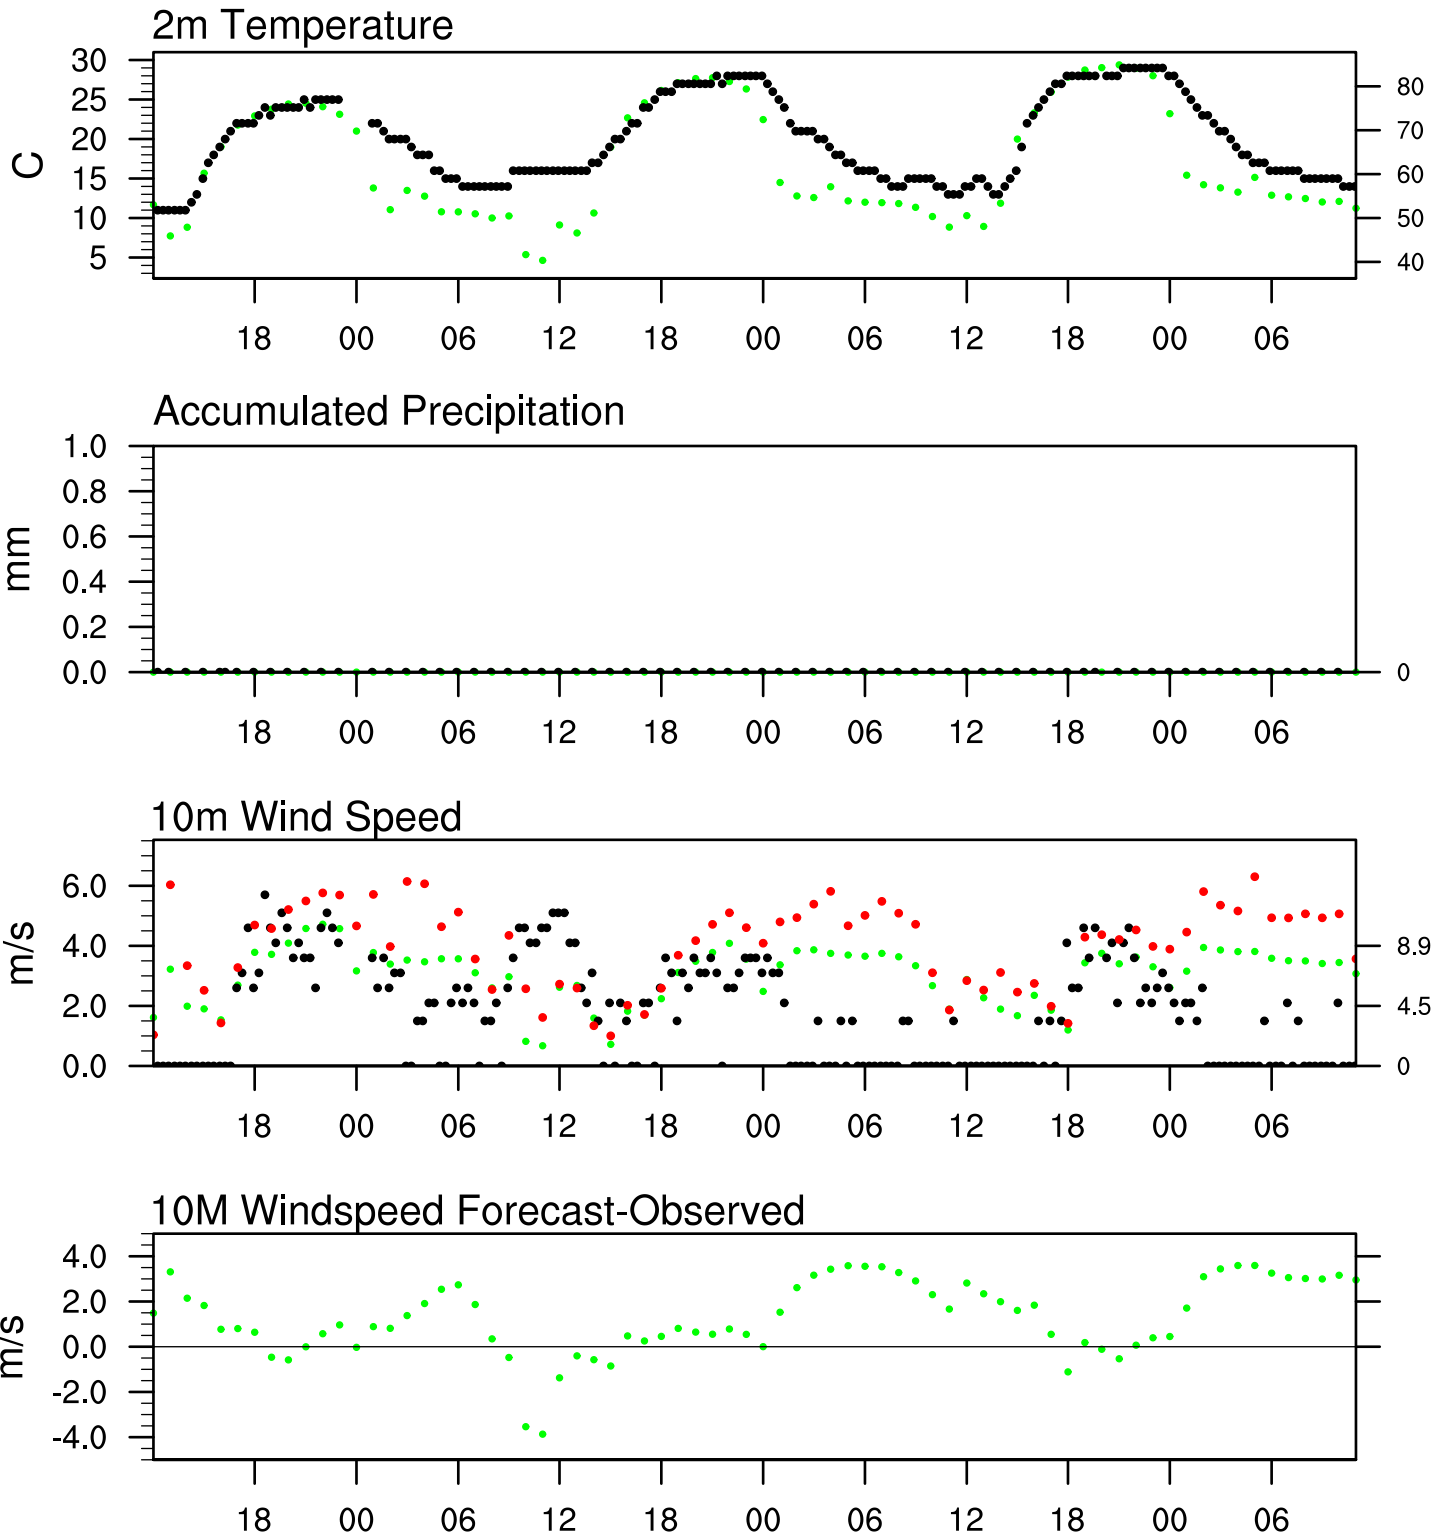 2m Temperature
30
25
20
15
10
5
C
80
70
60
50
40
18 00 06 12 18 00 06 12 18 00 06
Accumulated Precipitation
1.0
0.8
0.6
0.4
0.2
0.0
mm
0
18 00 06 12 18 00 06 12 18 00 06
10m Wind Speed
6.0
4.0
2.0
0.0
m/s
8.9
4.5
0
18 00 06 12 18 00 06 12 18 00 06
10M Windspeed Forecast-Observed
4.0
2.0
0.0
-2.0
-4.0
m/s
18 00 06 12 18 00 06 12 18 00 06